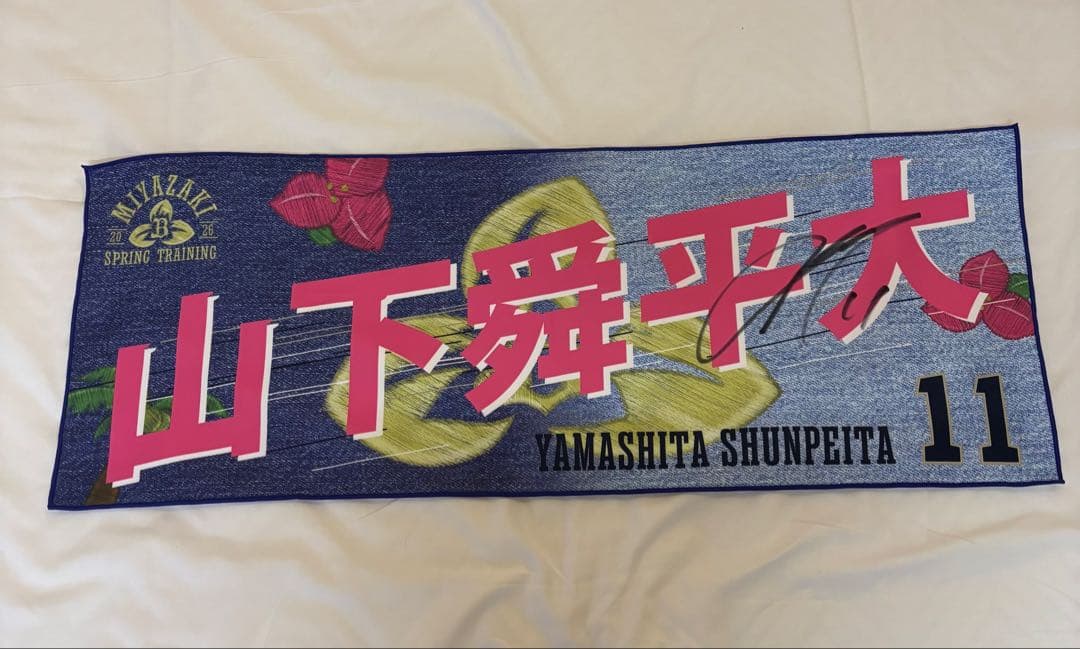 MIYAZAKI
20 B 26
SPRING TRAINING
山下舜平大
YAMASHITA SHUNPEITA
11